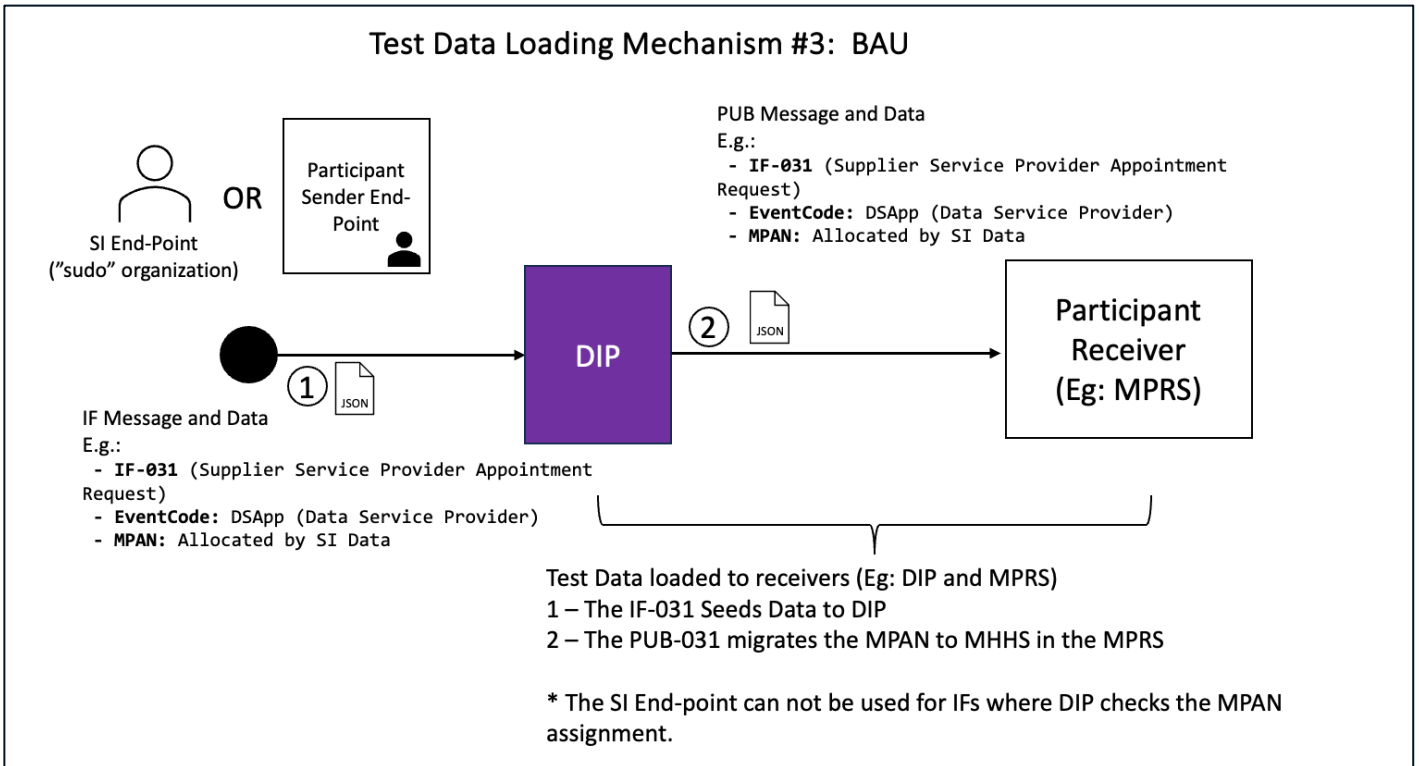 Test Data Loading Mechanism #3: BAU
SI End-Point
(”sudo” organization)
OR
Participant
Sender End-
Point
PUB Message and Data
E.g.:
- IF-031 (Supplier Service Provider Appointment
Request)
- EventCode: DSApp (Data Service Provider)
- MPAN: Allocated by SI Data
1
JSON
DIP
2
JSON
Participant
Receiver
(Eg: MPRS)
IF Message and Data
E.g.:
- IF-031 (Supplier Service Provider Appointment
Request)
- EventCode: DSApp (Data Service Provider)
- MPAN: Allocated by SI Data
Test Data loaded to receivers (Eg: DIP and MPRS)
1 – The IF-031 Seeds Data to DIP
2 – The PUB-031 migrates the MPAN to MHHS in the MPRS
* The SI End-point can not be used for IFs where DIP checks the MPAN
assignment.